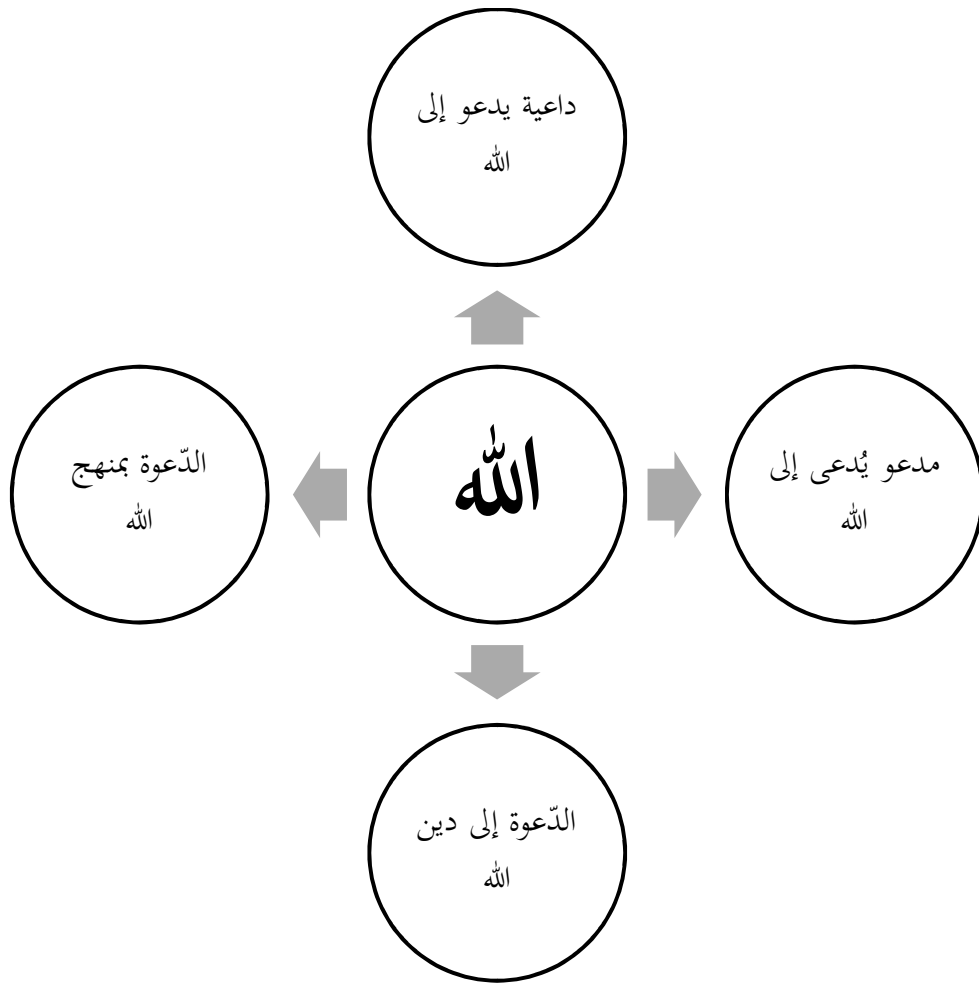 داعية يدعو إلى
الله
مدعو يُدعى إلى
الله
الله
الدّعوة بمنهج
الله
الدّعوة إلى دين
الله